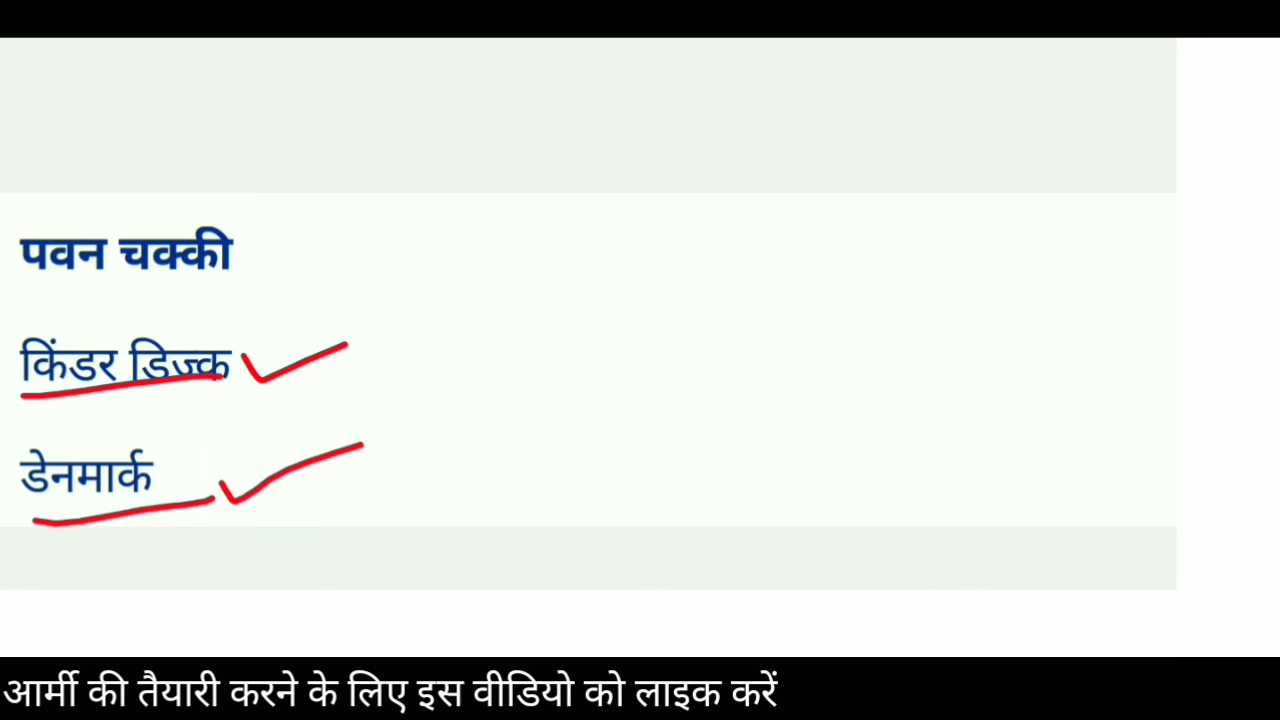 पवन चक्की
किंडर डिज्क
डेनमार्क
आर्मी की तैयारी करने के लिए इस वीडियो को लाइक करें